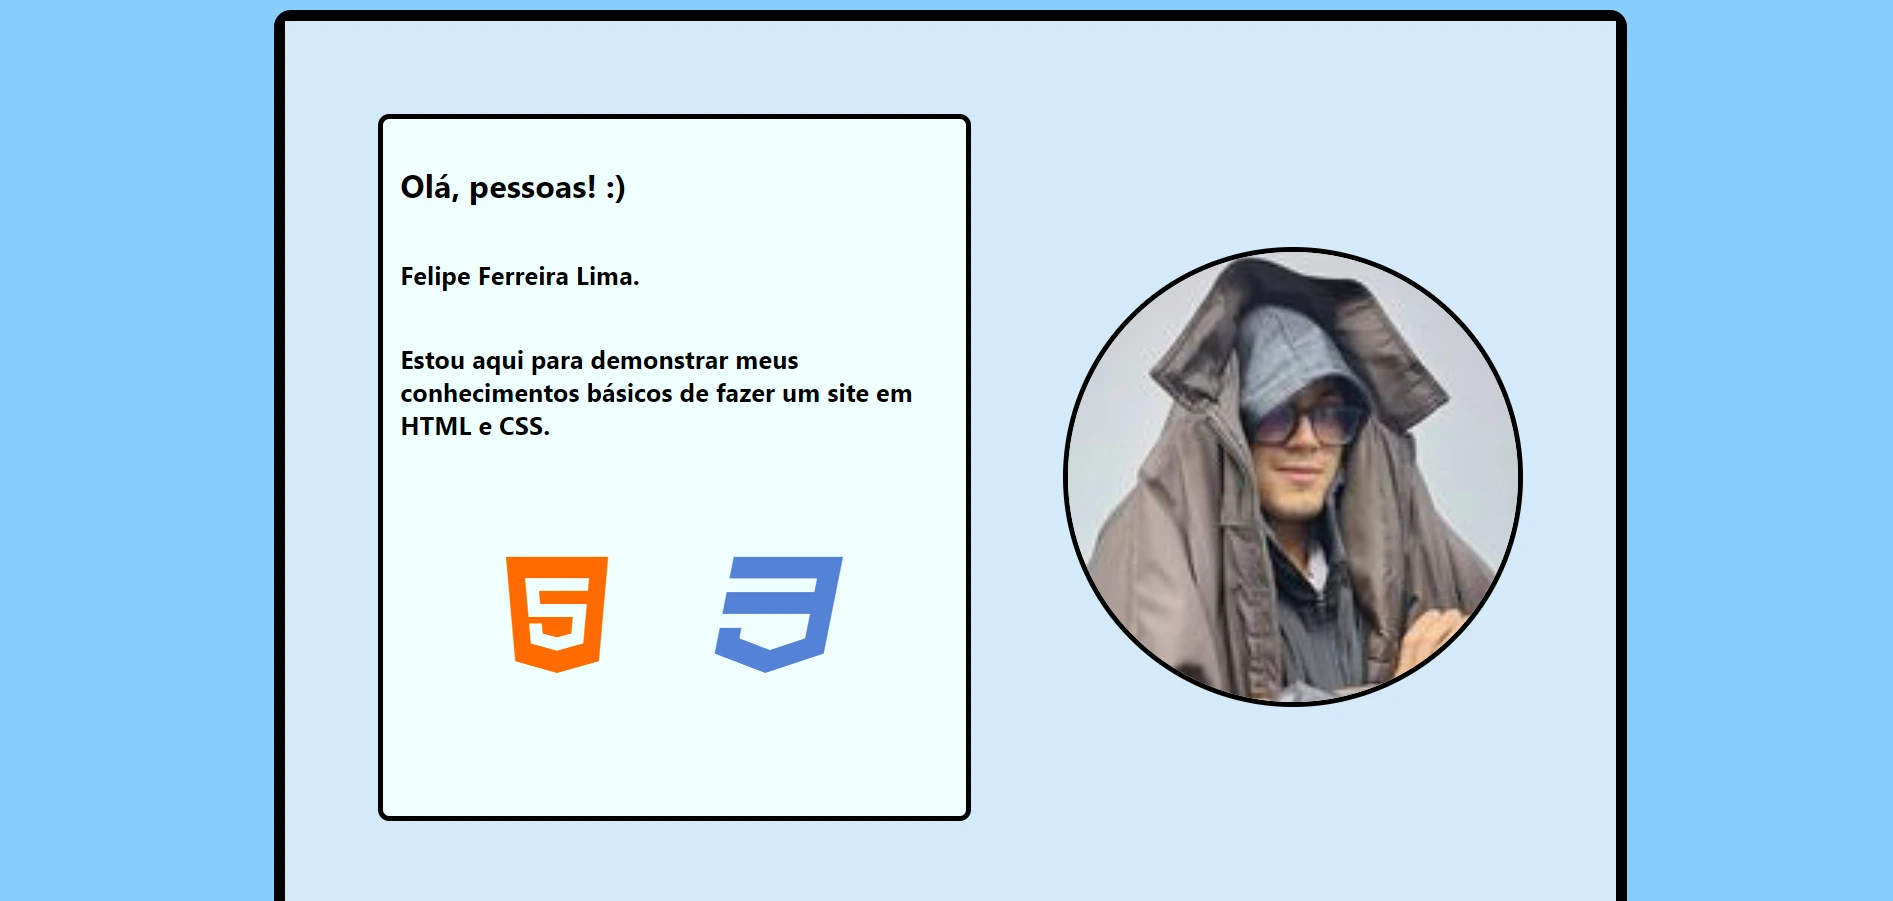 Olá, pessoas! :)
Felipe Ferreira Lima.
Estou aqui para demonstrar meus
conhecimentos básicos de fazer um site em
HTML e CSS.